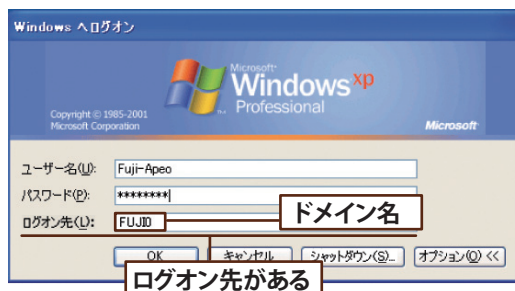 Windows へログオン
Microsoft
Windows xp
Professional
Copyright © 1985-2001
Microsoft Corporation
Microsoft
ユーザー名(U): Fuji-Apeo
パスワード(P): ********
ログオン先(L): FUJI0
ドメイン名
OK キャンセル シャットダウン(S)... オプション(O) <<
ログオン先がある